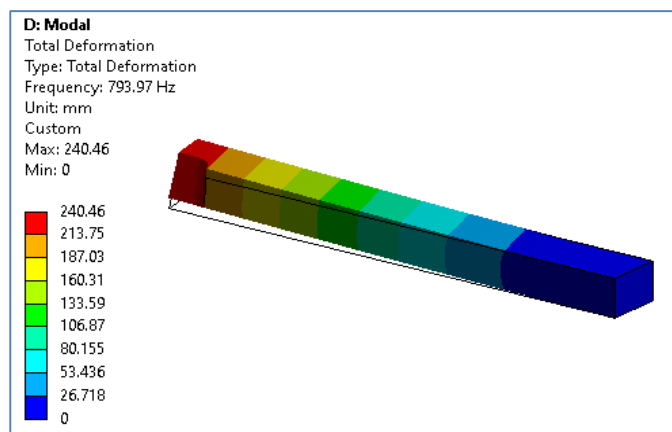 D: Modal
Total Deformation
Type: Total Deformation
Frequency: 793.97 Hz
Unit: mm
Custom
Max: 240.46
Min: 0
240.46
213.75
187.03
160.31
133.59
106.87
80.155
53.436
26.718
0